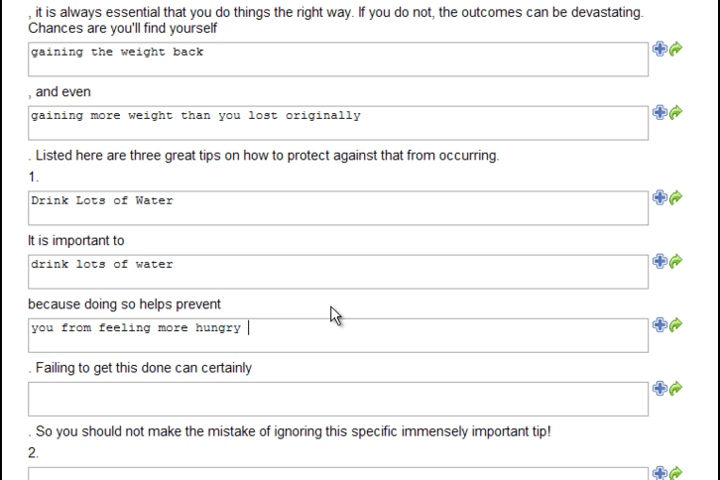 , it is always essential that you do things the right way. If you do not, the outcomes can be devastating.
Chances are you'll find yourself
gaining the weight back
, and even
gaining more weight than you lost originally
. Listed here are three great tips on how to protect against that from occurring.
1.
Drink Lots of Water
It is important to
drink lots of water
because doing so helps prevent
you from feeling more hungry
. Failing to get this done can certainly
. So you should not make the mistake of ignoring this specific immensely important tip!
2.